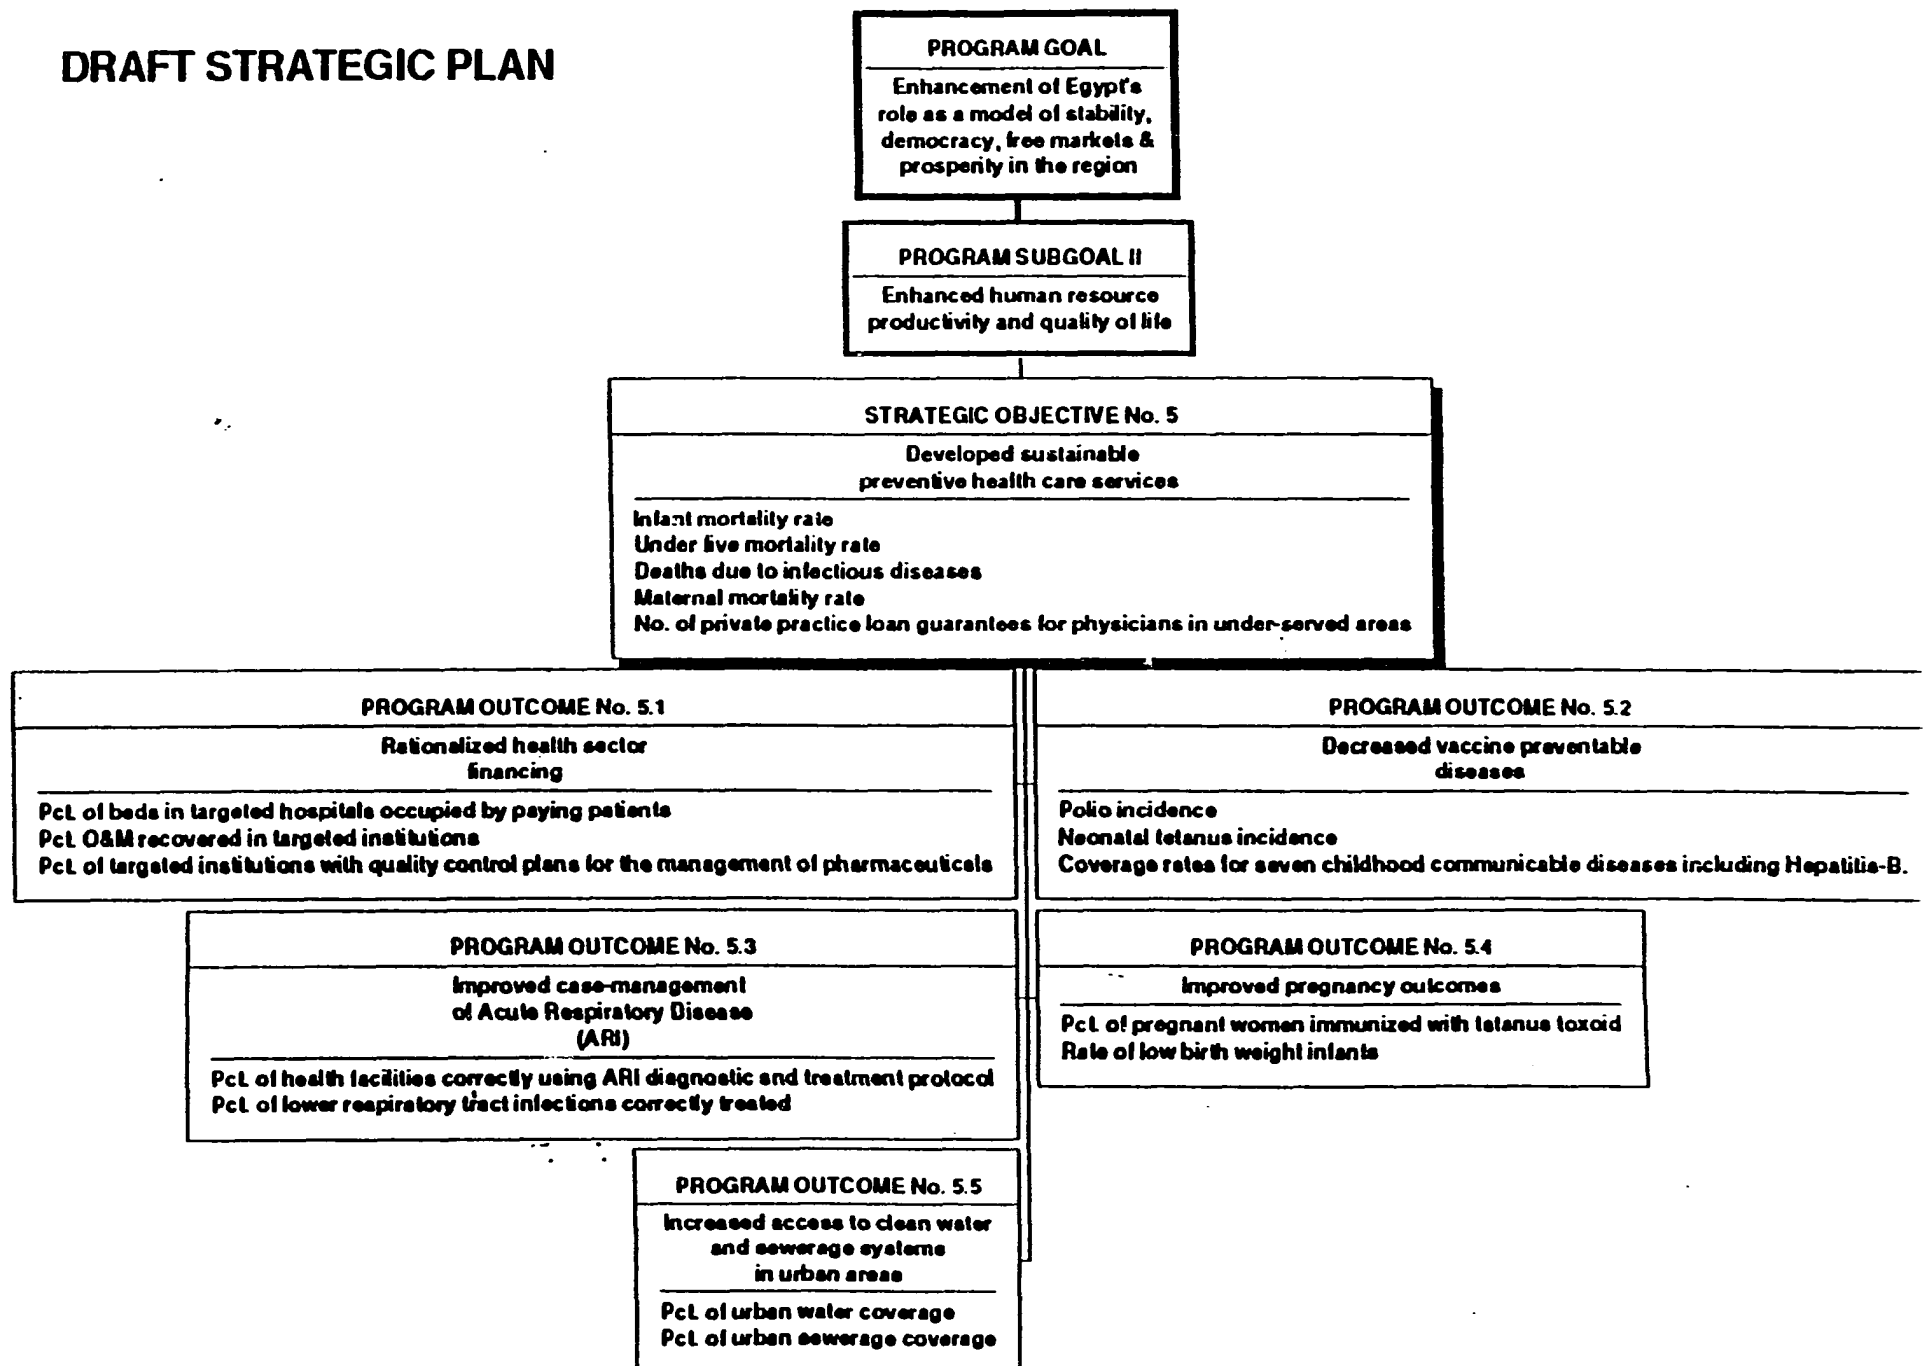 DRAFT STRATEGIC PLAN
PROGRAM GOAL
Enhancement of Egypt's
role as a model of stability,
democracy, free markets &
prosperity in the region
PROGRAM SUBGOAL II
Enhanced human resource
productivity and quality of life
STRATEGIC OBJECTIVE No. 5
Developed sustainable
preventive health care services
Infant mortality rate
Under five mortality rate
Deaths due to infectious diseases
Maternal mortality rate
No. of private practice loan guarantees for physicians in under-served areas
PROGRAM OUTCOME No. 5.1
Rationalized health sector
financing
Pct. of beds in targeted hospitals occupied by paying patients
Pct. O&M recovered in targeted institutions
Pct. of targeted institutions with quality control plans for the management of pharmaceuticals
PROGRAM OUTCOME No. 5.2
Decreased vaccine preventable
diseases
Polio incidence
Neonatal tetanus incidence
Coverage rates for seven childhood communicable diseases including Hepatitis-B.
PROGRAM OUTCOME No. 5.3
Improved case-management
of Acute Respiratory Disease
(ARI)
Pct. of health facilities correctly using ARI diagnostic and treatment protocol
Pct. of lower respiratory tract infections correctly treated
PROGRAM OUTCOME No. 5.4
Improved pregnancy outcomes
Pct. of pregnant women immunized with tetanus toxoid
Rate of low birth weight infants
PROGRAM OUTCOME No. 5.5
Increased access to clean water
and sewerage systems
in urban areas
Pct. of urban water coverage
Pct. of urban sewerage coverage